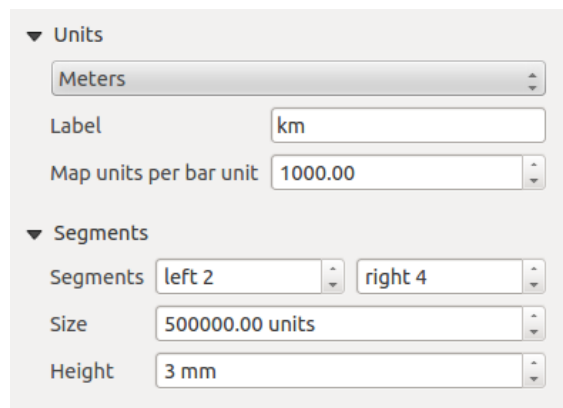 Units
Meters
Label km
Map units per bar unit 1000.00
Segments
Segments left 2 right 4
Size 500000.00 units
Height 3 mm